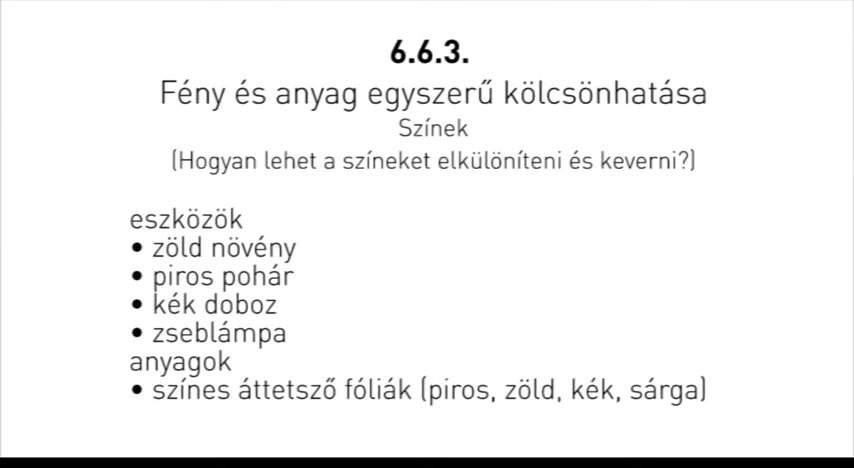 6.6.3.
Fény és anyag egyszerű kölcsönhatása
Színek
(Hogyan lehet a színeket elkülöníteni és keverni?)
eszközök
• zöld növény
• piros pohár
• kék doboz
• zseblámpa
anyagok
• színes áttetsző fóliák (piros, zöld, kék, sárga)